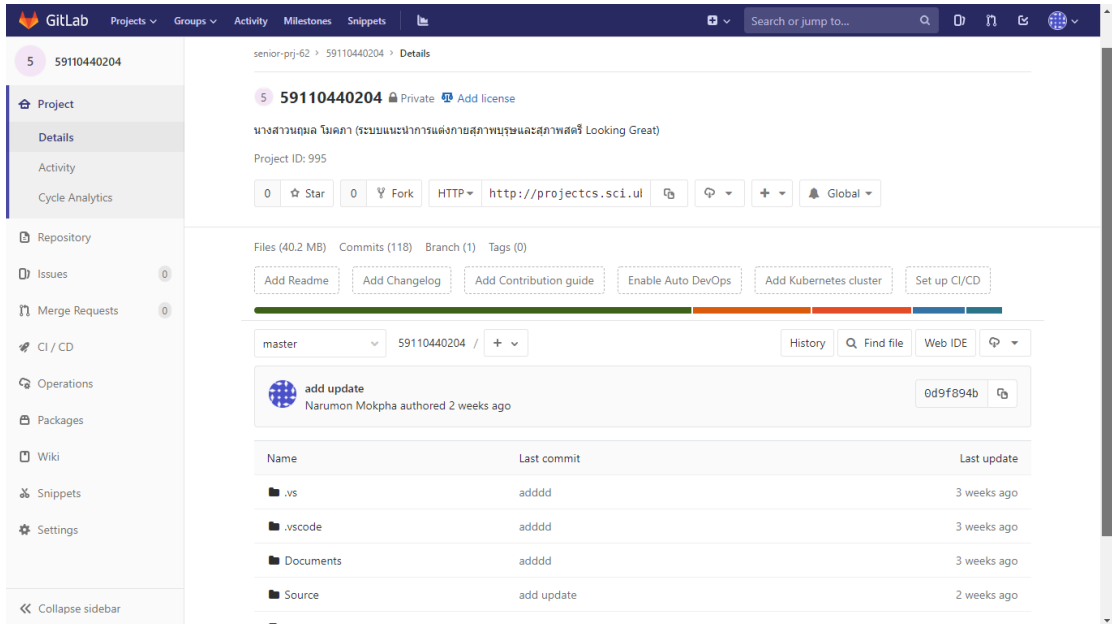 GitLab Projects Groups Activity Milestones Snippets Search or jump to...
5 59110440204
Project
Details
Activity
Cycle Analytics
Repository
Issues 0
Merge Requests 0
CI / CD
Operations
Packages
Wiki
Snippets
Settings
Collapse sidebar
senior-prj-62 > 59110440204 > Details
5 59110440204 Private Add license
นางสาวนฤมล โมคภา (ระบบแนะนำการแต่งกายสุภาพบุรุษและสุภาพสตรี Looking Great)
Project ID: 995
0 Star 0 Fork HTTP http://projectcs.sci.ul + Global
Files (40.2 MB) Commits (118) Branch (1) Tags (0)
Add Readme Add Changelog Add Contribution guide Enable Auto DevOps Add Kubernetes cluster Set up CI/CD
master 59110440204 / + History Find file Web IDE
add update
Narumon Mokpha authored 2 weeks ago 0d9f894b
Name Last commit Last update
.vs adddd 3 weeks ago
.vscode adddd 3 weeks ago
Documents adddd 3 weeks ago
Source add update 2 weeks ago